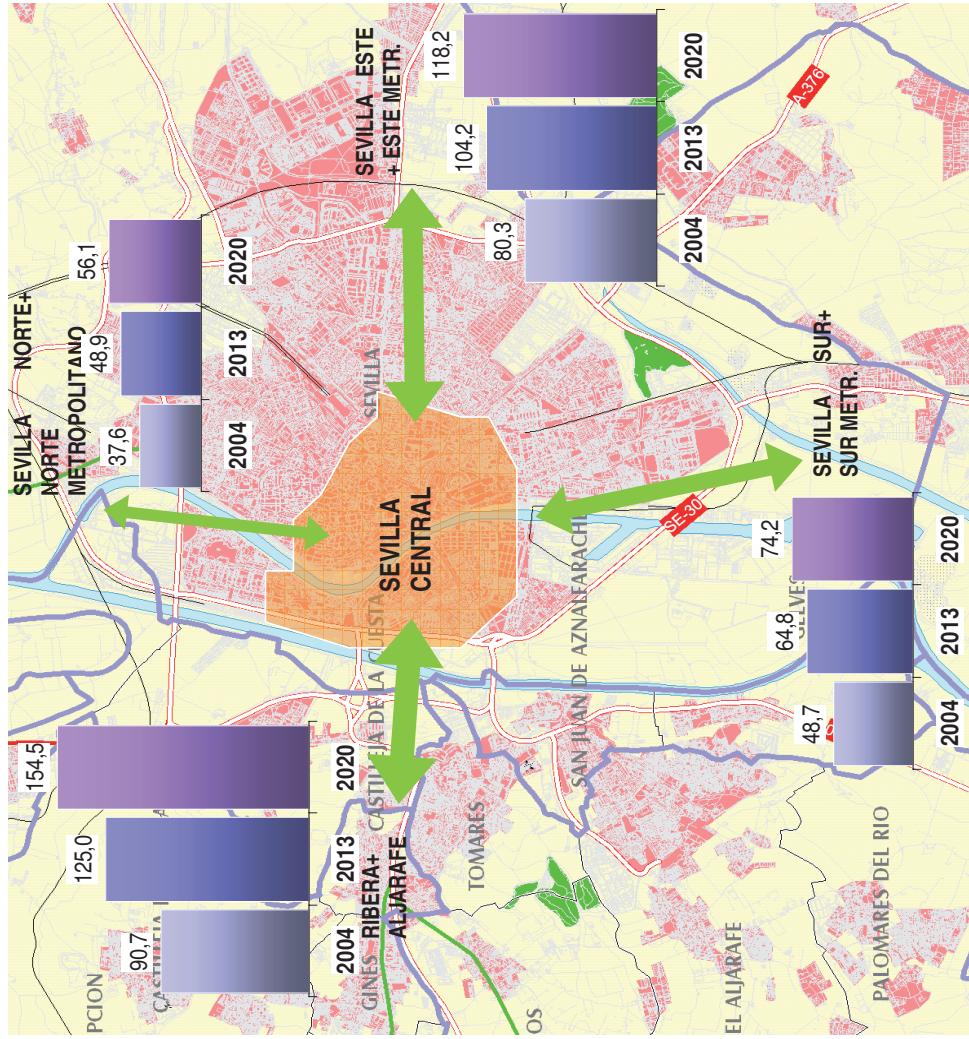 SEVILLA NORTE+
NORTE
METROPOLITANO
37,6
48,9
56,1
2004
2013
2020
SEVILLA ESTE
+ ESTE METR.
80,3
104,2
118,2
2004
2013
2020
A-376
SEVILLA
SEVILLA
CENTRAL
90,7
125,0
154,5
2004
2013
2020
RIBERA+
ALJARAFE
PCION
GINES
CASTILLEJA DE LA CUESTA
TOMARES
OS
SAN JUAN DE AZNALFARACHE
SE-30
SEVILLA SUR+
SUR METR.
48,7
64,8
74,2
2004
2013
2020
GELVES
EL ALJARAFE
PALOMARES DEL RIO